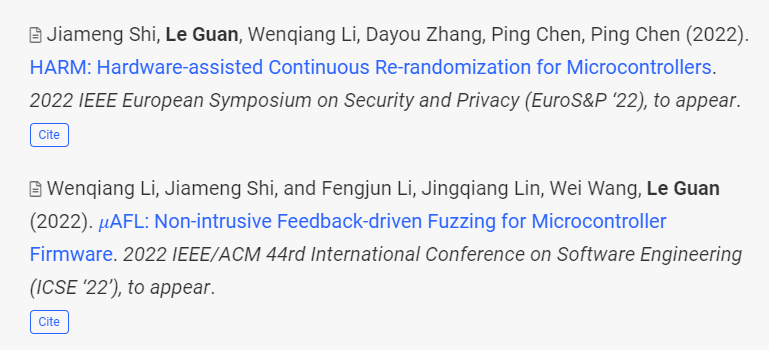 Jiameng Shi, Le Guan, Wenqiang Li, Dayou Zhang, Ping Chen, Ping Chen (2022).
HARM: Hardware-assisted Continuous Re-randomization for Microcontrollers.
2022 IEEE European Symposium on Security and Privacy (EuroS&P ‘22), to appear.
Cite
Wenqiang Li, Jiameng Shi, and Fengjun Li, Jingqiang Lin, Wei Wang, Le Guan
(2022). μAFL: Non-intrusive Feedback-driven Fuzzing for Microcontroller
Firmware. 2022 IEEE/ACM 44rd International Conference on Software Engineering
(ICSE ‘22’), to appear.
Cite